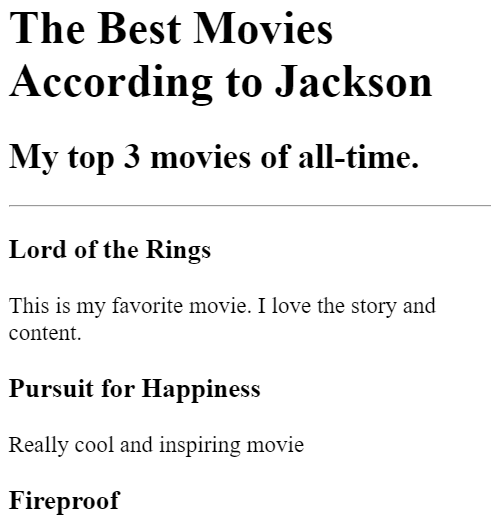 The Best Movies
According to Jackson
My top 3 movies of all-time.
Lord of the Rings
This is my favorite movie. I love the story and
content.
Pursuit for Happiness
Really cool and inspiring movie
Fireproof